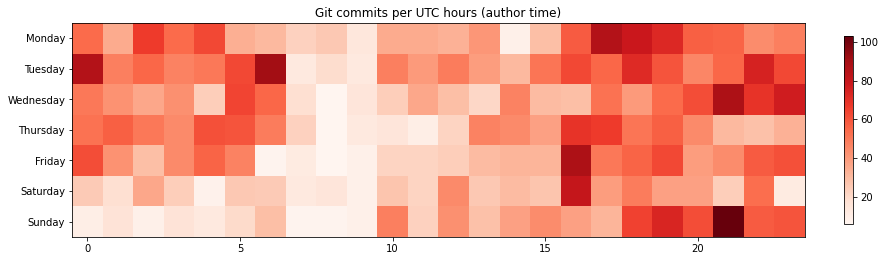 Git commits per UTC hours (author time)
Monday
Tuesday
Wednesday
Thursday
Friday
Saturday
Sunday
0 5 10 15 20
100
80
60
40
20